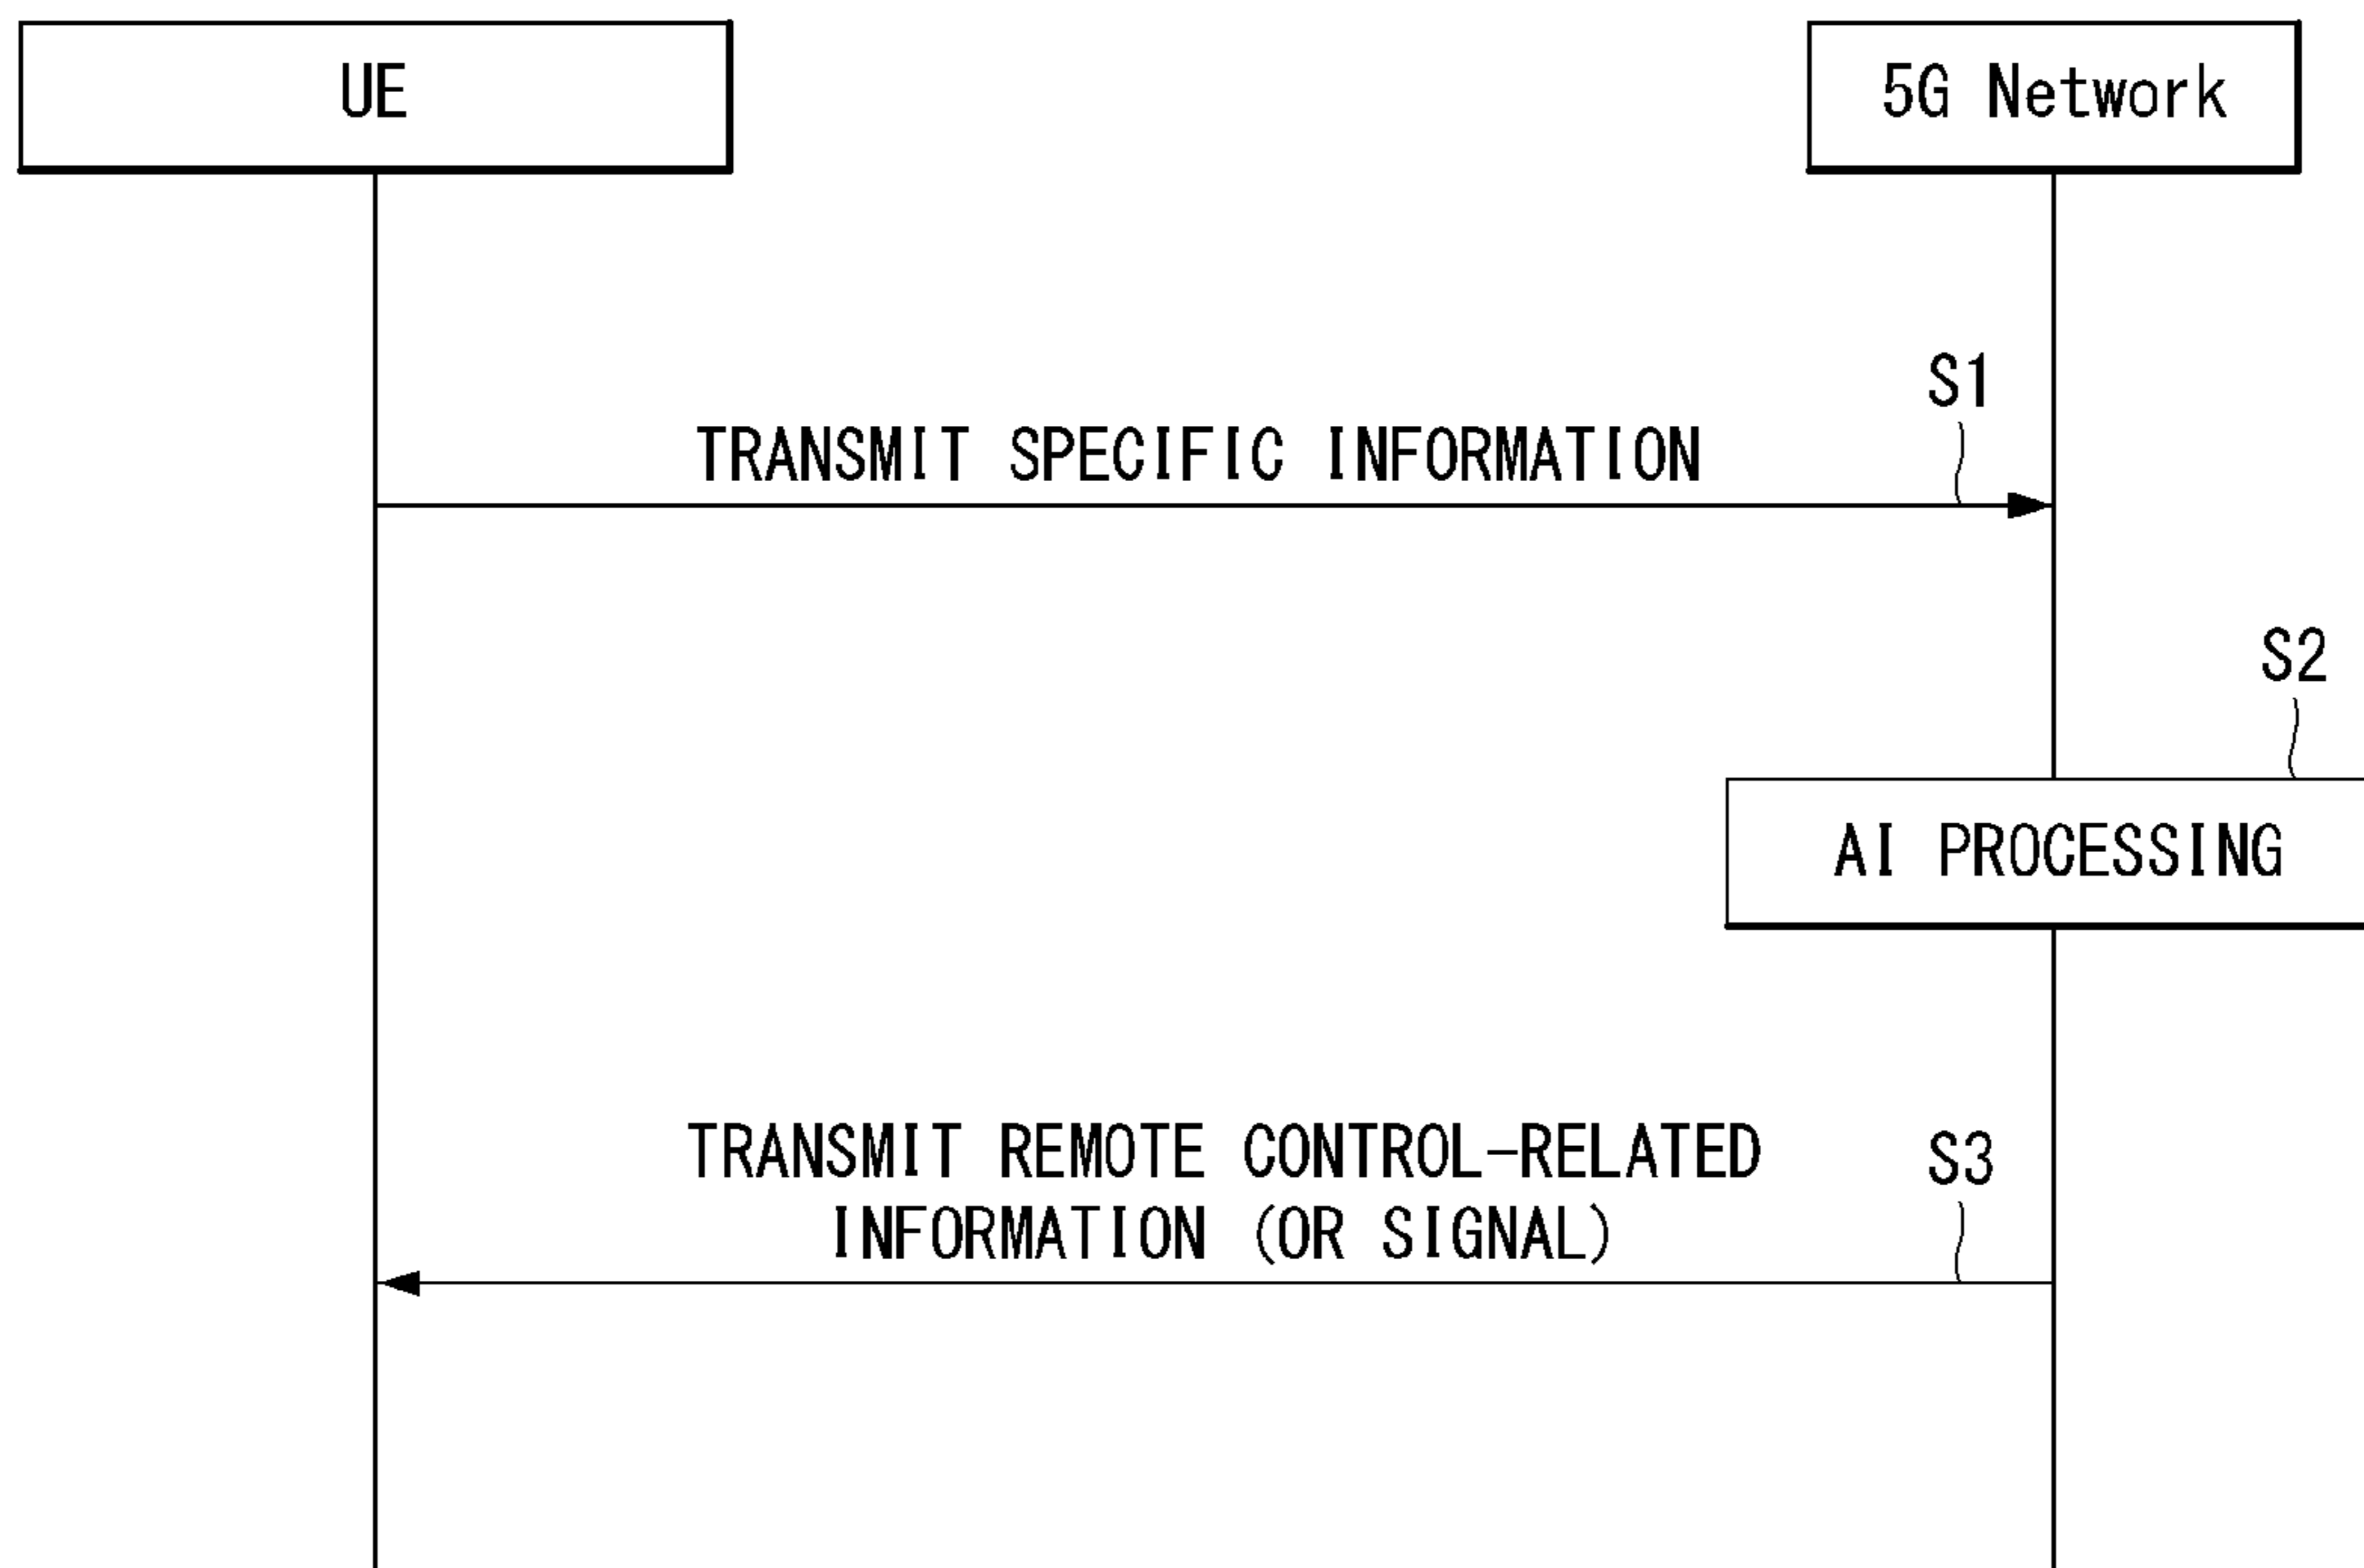 UE
5G Network
S1
TRANSMIT SPECIFIC INFORMATION
S2
AI PROCESSING
TRANSMIT REMOTE CONTROL-RELATED
S3
INFORMATION (OR SIGNAL)